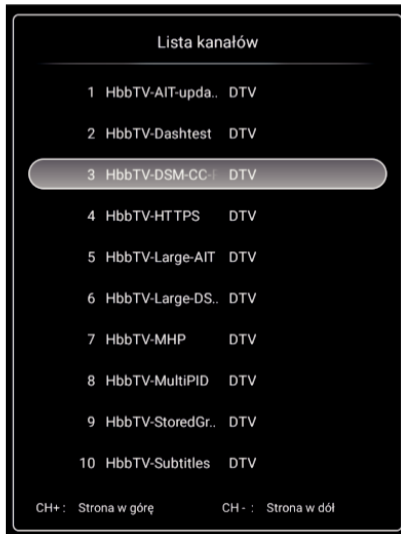 Lista kanałów
1 HbbTV-AIT-upda.. DTV
2 HbbTV-Dashtest DTV
3 HbbTV-DSM-CC- DTV
4 HbbTV-HTTPS DTV
5 HbbTV-Large-AIT DTV
6 HbbTV-Large-DS.. DTV
7 HbbTV-MHP DTV
8 HbbTV-MultiPID DTV
9 HbbTV-StoredGr.. DTV
10 HbbTV-Subtitles DTV
CH+ : Strona w górę CH - : Strona w dół